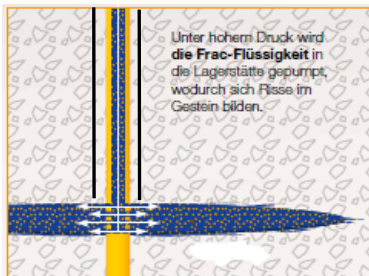 Unter hohem Druck wird
die Frac-Flüssigkeit in
die Lagerstätte gepumpt,
wodurch sich Risse im
Gestein bilden.